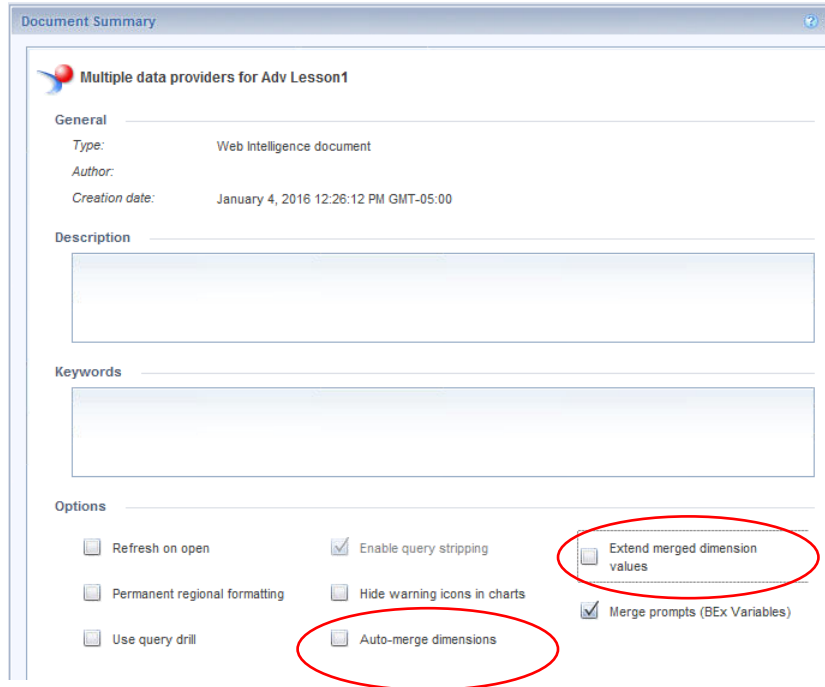 Document Summary
?
Multiple data providers for Adv Lesson1
General
Type: Web Intelligence document
Author:
Creation date: January 4, 2016 12:26:12 PM GMT-05:00
Description
Keywords
Options
Refresh on open
Enable query stripping
Extend merged dimension
values
Permanent regional formatting
Hide warning icons in charts
Merge prompts (BEx Variables)
Use query drill
Auto-merge dimensions